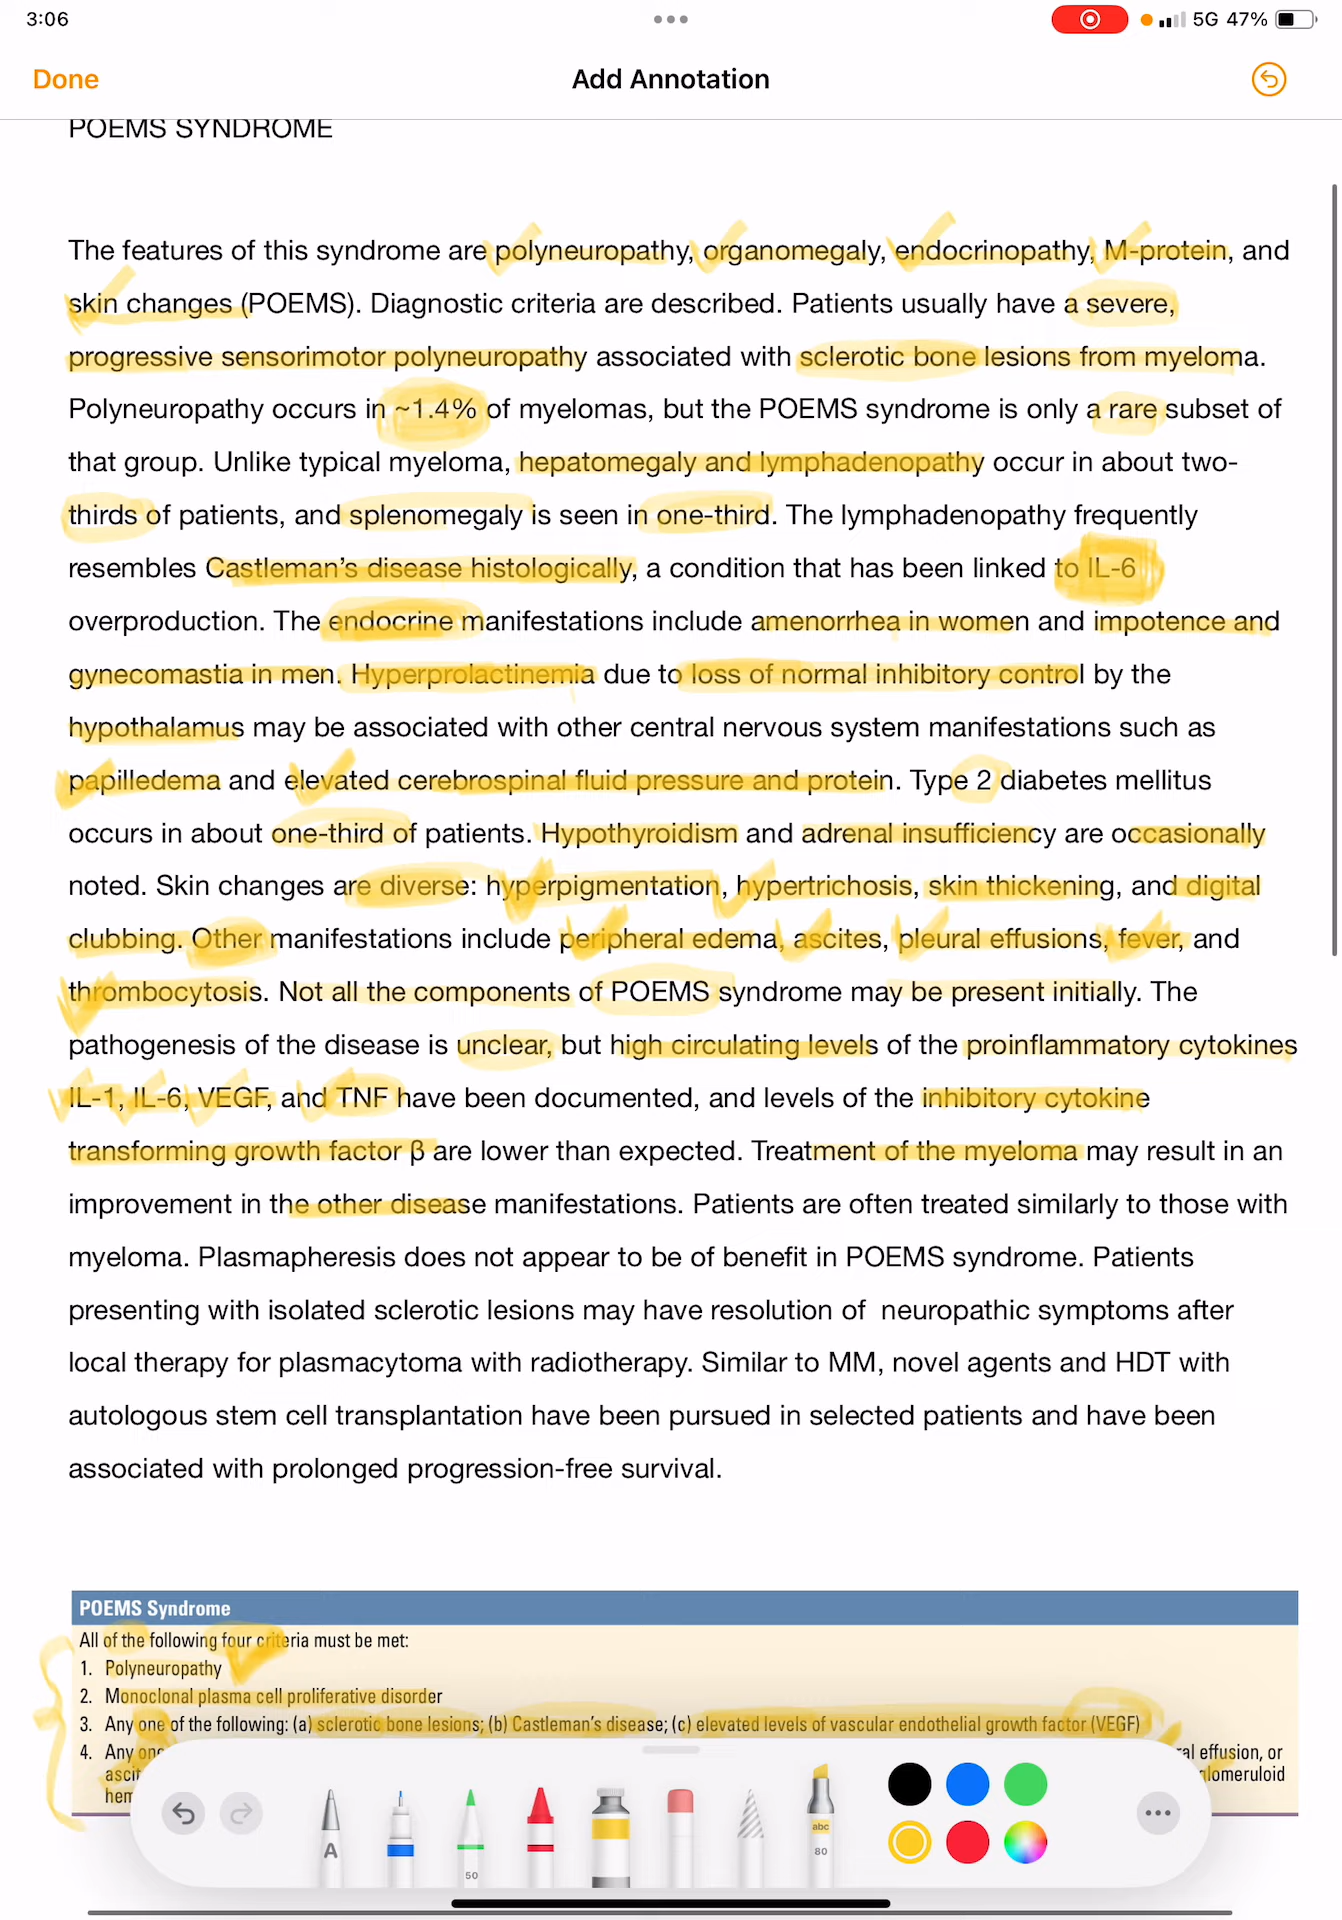 3:06
5G 47%
Done
Add Annotation
POEMS SYNDROME
The features of this syndrome are polyneuropathy, organomegaly, endocrinopathy, M-protein, and
skin changes (POEMS). Diagnostic criteria are described. Patients usually have a severe,
progressive sensorimotor polyneuropathy associated with sclerotic bone lesions from myeloma.
Polyneuropathy occurs in ~1.4% of myelomas, but the POEMS syndrome is only a rare subset of
that group. Unlike typical myeloma, hepatomegaly and lymphadenopathy occur in about two-
thirds of patients, and splenomegaly is seen in one-third. The lymphadenopathy frequently
resembles Castleman's disease histologically, a condition that has been linked to IL-6
overproduction. The endocrine manifestations include amenorrhea in women and impotence and
gynecomastia in men. Hyperprolactinemia due to loss of normal inhibitory control by the
hypothalamus may be associated with other central nervous system manifestations such as
papilledema and elevated cerebrospinal fluid pressure and protein. Type 2 diabetes mellitus
occurs in about one-third of patients. Hypothyroidism and adrenal insufficiency are occasionally
noted. Skin changes are diverse: hyperpigmentation, hypertrichosis, skin thickening, and digital
clubbing. Other manifestations include peripheral edema, ascites, pleural effusions, fever, and
thrombocytosis. Not all the components of POEMS syndrome may be present initially. The
pathogenesis of the disease is unclear, but high circulating levels of the proinflammatory cytokines
IL-1, IL-6, VEGF, and TNF have been documented, and levels of the inhibitory cytokine
transforming growth factor β are lower than expected. Treatment of the myeloma may result in an
improvement in the other disease manifestations. Patients are often treated similarly to those with
myeloma. Plasmapheresis does not appear to be of benefit in POEMS syndrome. Patients
presenting with isolated sclerotic lesions may have resolution of neuropathic symptoms after
local therapy for plasmacytoma with radiotherapy. Similar to MM, novel agents and HDT with
autologous stem cell transplantation have been pursued in selected patients and have been
associated with prolonged progression-free survival.
POEMS Syndrome
All of the following four criteria must be met:
1. Polyneuropathy
2. Monoclonal plasma cell proliferative disorder
3. Any one of the following: (a) sclerotic bone lesions; (b) Castleman's disease; (c) elevated levels of vascular endothelial growth factor (VEGF)
4. Any one effusion, or
A
50
abc
80